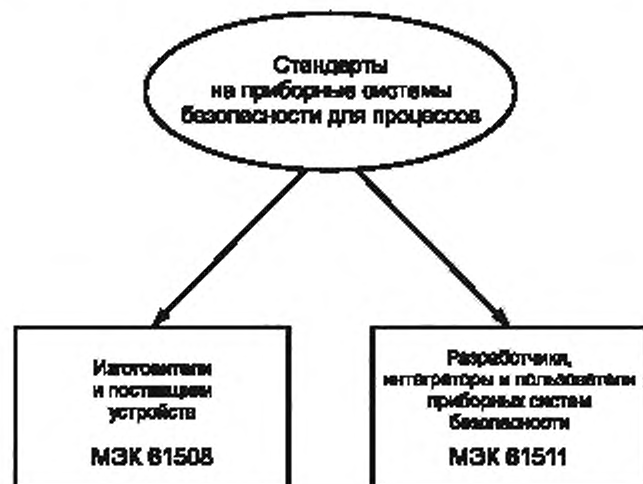 Стандарты
на приборные системы
безопасности для процессов
Изготовители
и поставщики
устройств
МЭК 61508
Разработчики,
интеграторы и пользователи
приборных систем
безопасности
МЭК 61511